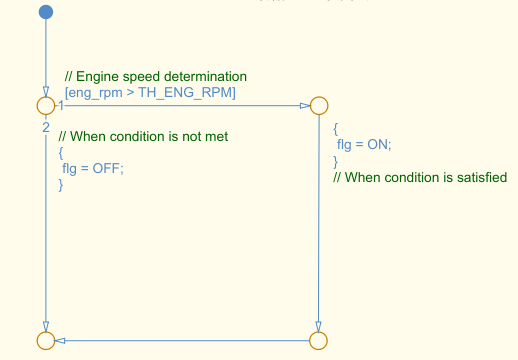 // Engine speed determination
[eng_rpm > TH_ENG_RPM]
1
2
// When condition is not met
{
flg = OFF;
}
{
flg = ON;
}
// When condition is satisfied